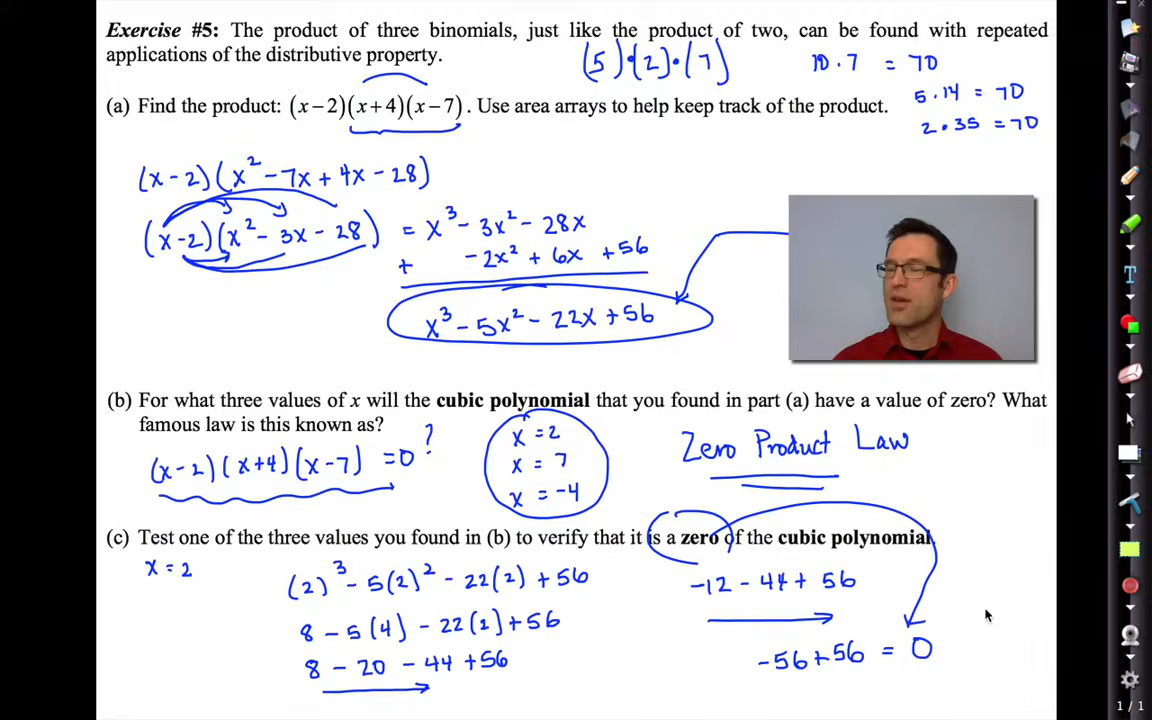 Exercise #5: The product of three binomials, just like the product of two, can be found with repeated
applications of the distributive property.
(5)·(2)·(7)
10·7 = 70
5·14 = 70
2·35 = 70
(a) Find the product: (x−2)(x+4)(x−7). Use area arrays to help keep track of the product.
(x-2)(x²-7x+4x-28)
(x-2)(x²-3x-28) = x³-3x²-28x
+ -2x²+6x+56
x³-5x²-22x+56
(b) For what three values of x will the cubic polynomial that you found in part (a) have a value of zero? What
famous law is this known as?
(x-2)(x+4)(x-7) =0?
x=2
x=7
x=-4
Zero Product Law
(c) Test one of the three values you found in (b) to verify that it is a zero of the cubic polynomial.
x=2
(2)³-5(2)²-22(2)+56
8-5(4)-22(2)+56
8-20-44+56
-12-44+56
-56+56 = 0
T
1 / 1